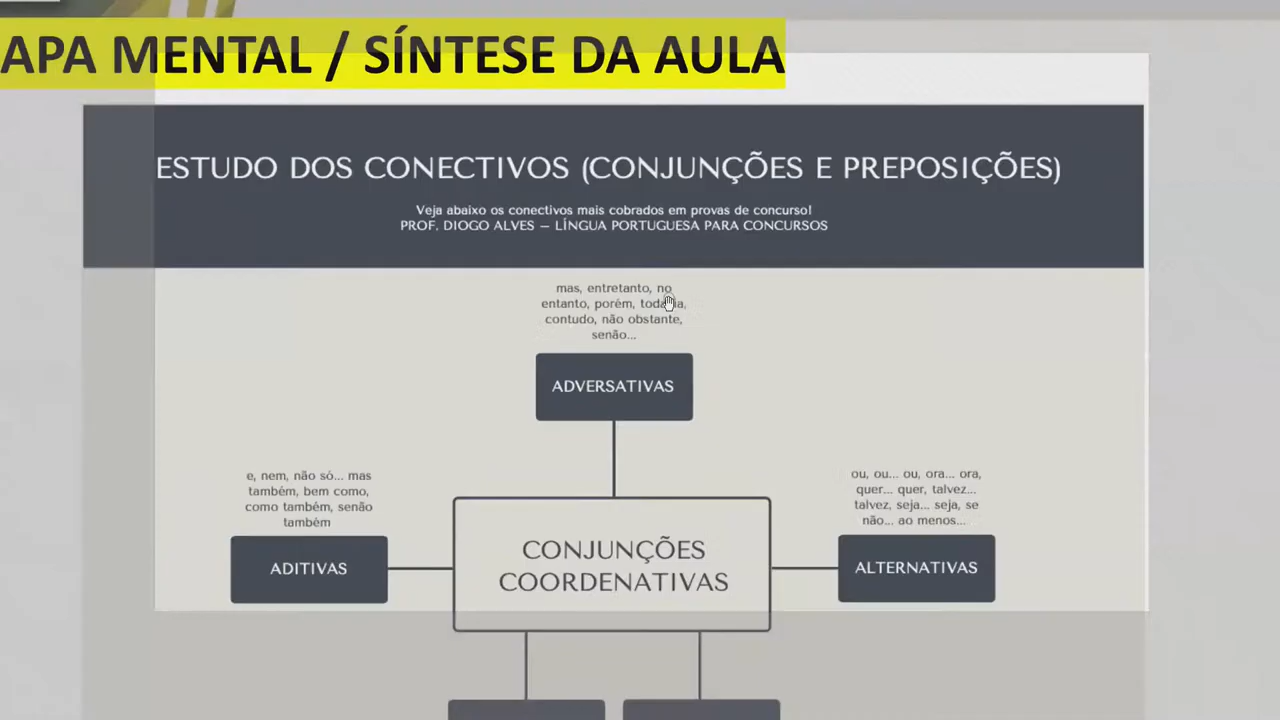 APA MENTAL / SÍNTESE DA AULA
ESTUDO DOS CONECTIVOS (CONJUNÇÕES E PREPOSIÇÕES)
Veja abaixo os conectivos mais cobrados em provas de concurso!
PROF. DIOGO ALVES – LÍNGUA PORTUGUESA PARA CONCURSOS
mas, entretanto, no
entanto, porém, todavia,
contudo, não obstante,
senão...
ADVERSATIVAS
e, nem, não só... mas
também, bem como,
como também, senão
também
ADITIVAS
CONJUNÇÕES
COORDENATIVAS
ou, ou... ou, ora... ora,
quer... quer, talvez...
talvez, seja... seja, se
não... ao menos...
ALTERNATIVAS